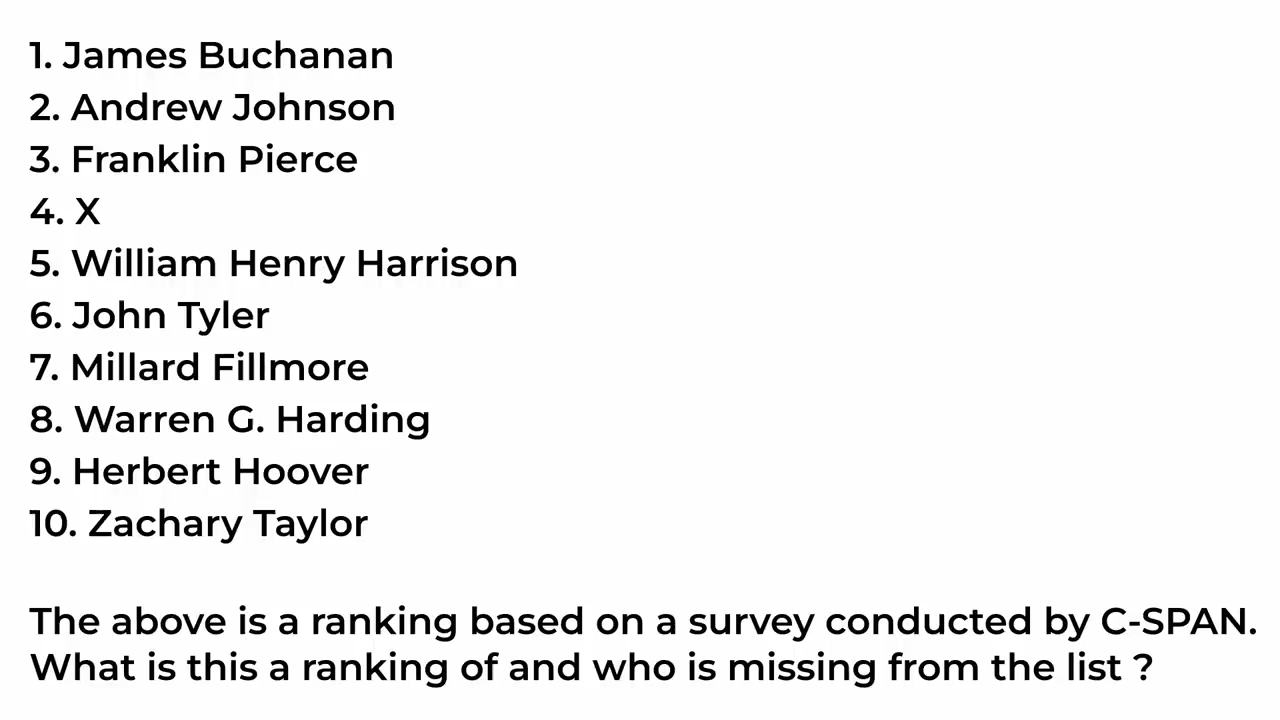 1. James Buchanan
2. Andrew Johnson
3. Franklin Pierce
4. X
5. William Henry Harrison
6. John Tyler
7. Millard Fillmore
8. Warren G. Harding
9. Herbert Hoover
10. Zachary Taylor
The above is a ranking based on a survey conducted by C-SPAN.
What is this a ranking of and who is missing from the list ?